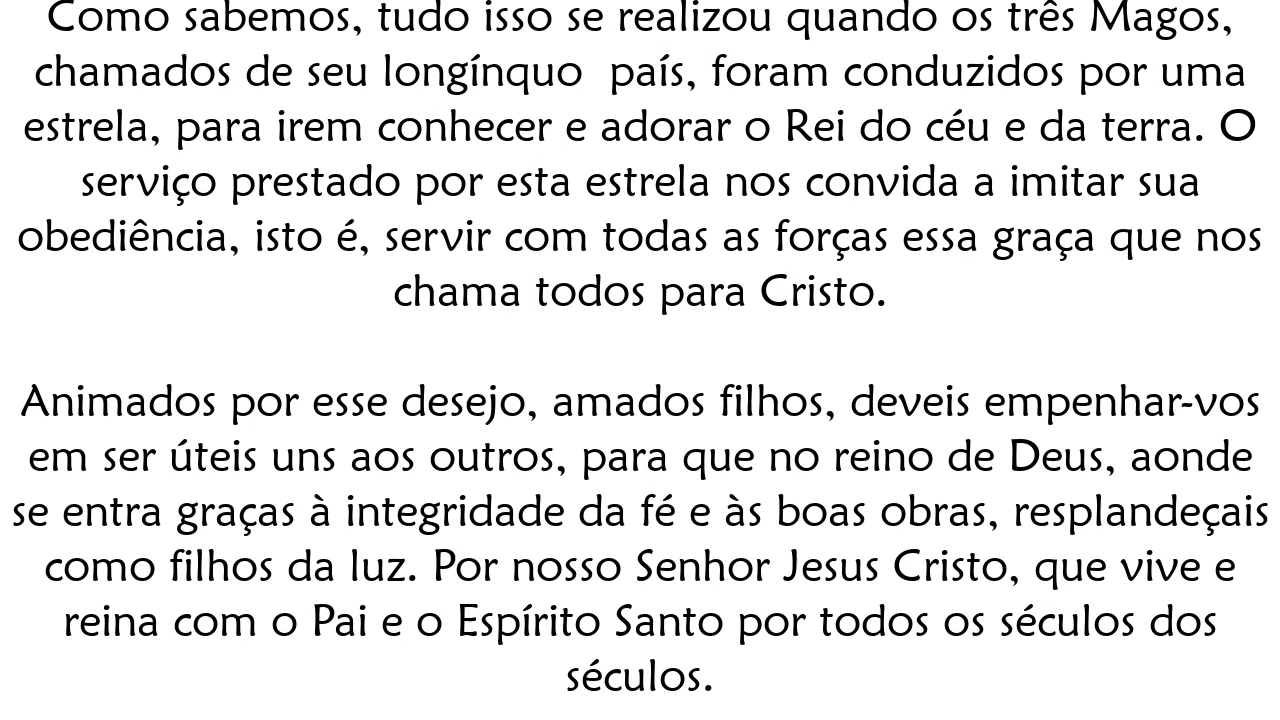 Como sabemos, tudo isso se realizou quando os três Magos,
chamados de seu longínquo  país, foram conduzidos por uma
estrela, para irem conhecer e adorar o Rei do céu e da terra. O
serviço prestado por esta estrela nos convida a imitar sua
obediência, isto é, servir com todas as forças essa graça que nos
chama todos para Cristo.
Animados por esse desejo, amados filhos, deveis empenhar-vos
em ser úteis uns aos outros, para que no reino de Deus, aonde
se entra graças à integridade da fé e às boas obras, resplandeçais
como filhos da luz. Por nosso Senhor Jesus Cristo, que vive e
reina com o Pai e o Espírito Santo por todos os séculos dos
séculos.